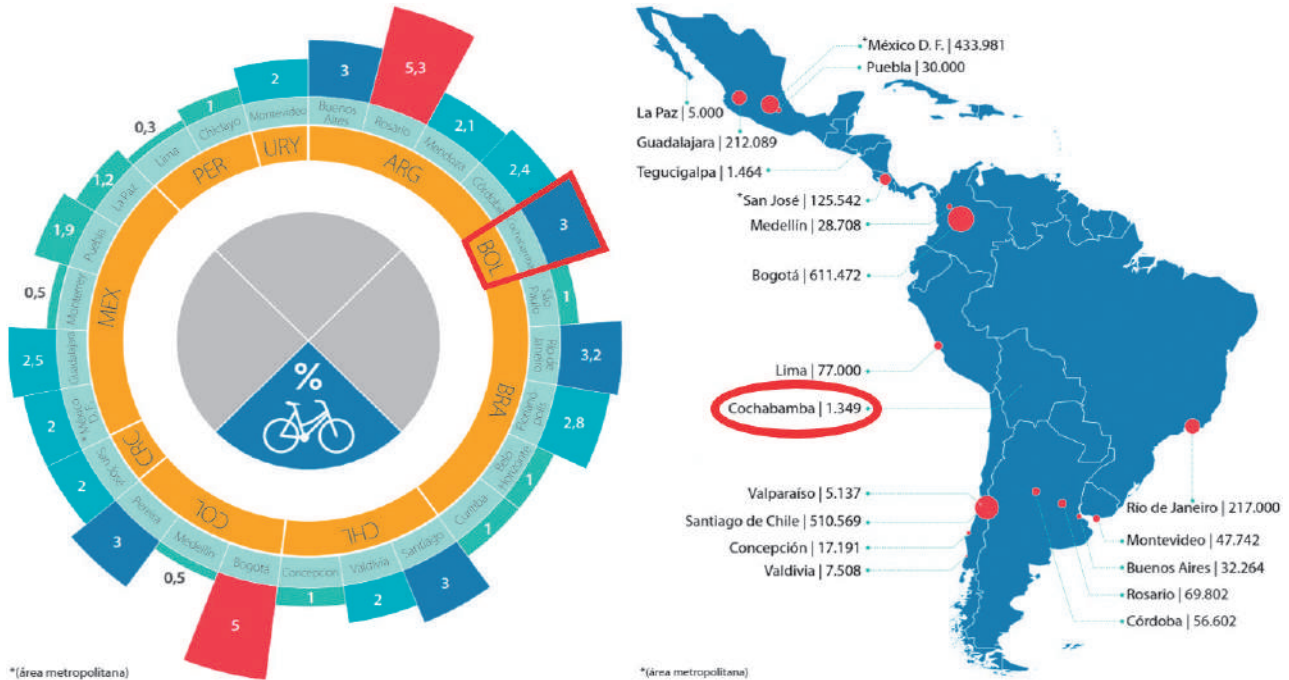 3
5,3
2,1
2,4
3
1
3,2
2,8
1
1
3
2
1
5
0,5
3
2
2
2,5
0,5
1,9
1,2
0,3
1
2
Buenos
Aires
Rosario
Mendoza
Córdoba
Cochabamba
São
Paulo
Río de
Janeiro
Florianó
polis
Belo
Horizonte
Curitiba
Santiago
Valdivia
Concepcion
Bogotá
Medellín
Pereira
San José
*México
D. F.
Guadalajara
Monterrey
Puebla
La Paz
Lima
Chiclayo
Montevideo
ARG
BOL
BRA
CHL
COL
CRC
MEX
PER
URY
%
*(área metropolitana)
*México D. F. | 433.981
Puebla | 30.000
La Paz | 5.000
Guadalajara |
212.089
Tegucigalpa | 1.464
*San José | 125.542
Medellín | 28.708
Bogotá | 611.472
Lima | 77.000
Cochabamba | 1.349
Valparaíso | 5.137
Santiago de Chile | 510.569
Concepción | 17.191
Valdivia | 7.508
Río de Janeiro | 217.000
Montevideo | 47.742
Buenos Aires | 32.264
Rosario | 69.802
Córdoba | 56.602
*(área metropolitana)